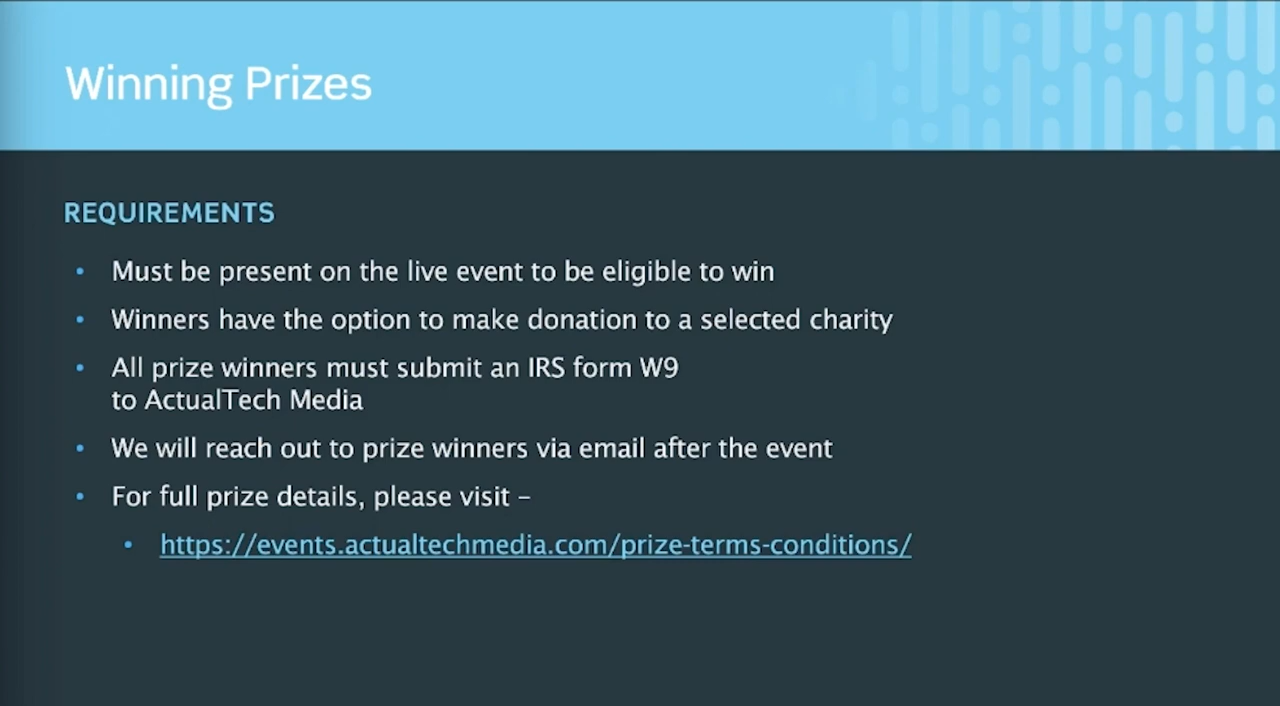 Winning Prizes
REQUIREMENTS
• Must be present on the live event to be eligible to win
• Winners have the option to make donation to a selected charity
• All prize winners must submit an IRS form W9
to ActualTech Media
• We will reach out to prize winners via email after the event
• For full prize details, please visit –
• https://events.actualtechmedia.com/prize-terms-conditions/